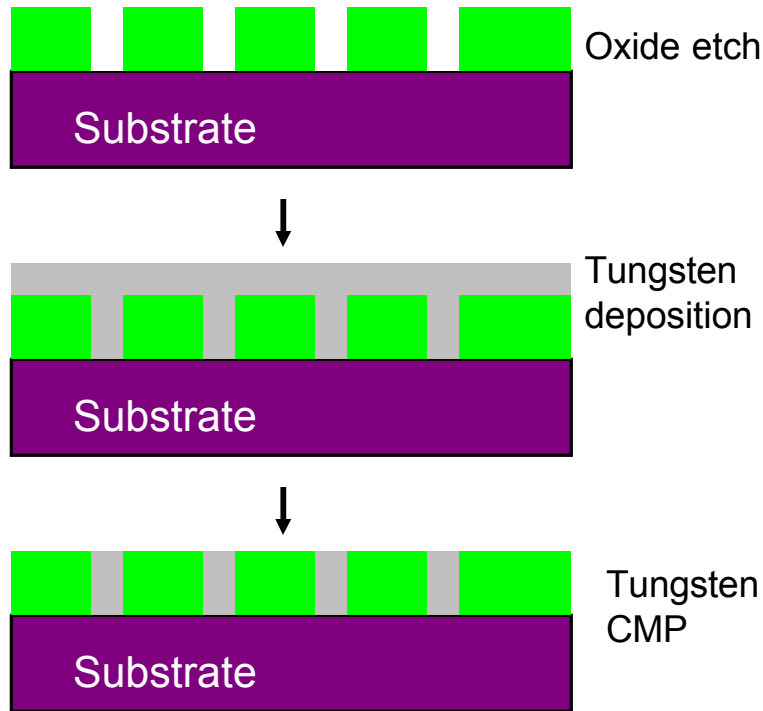 Oxide etch
Substrate
Tungsten
deposition
Substrate
Tungsten
CMP
Substrate